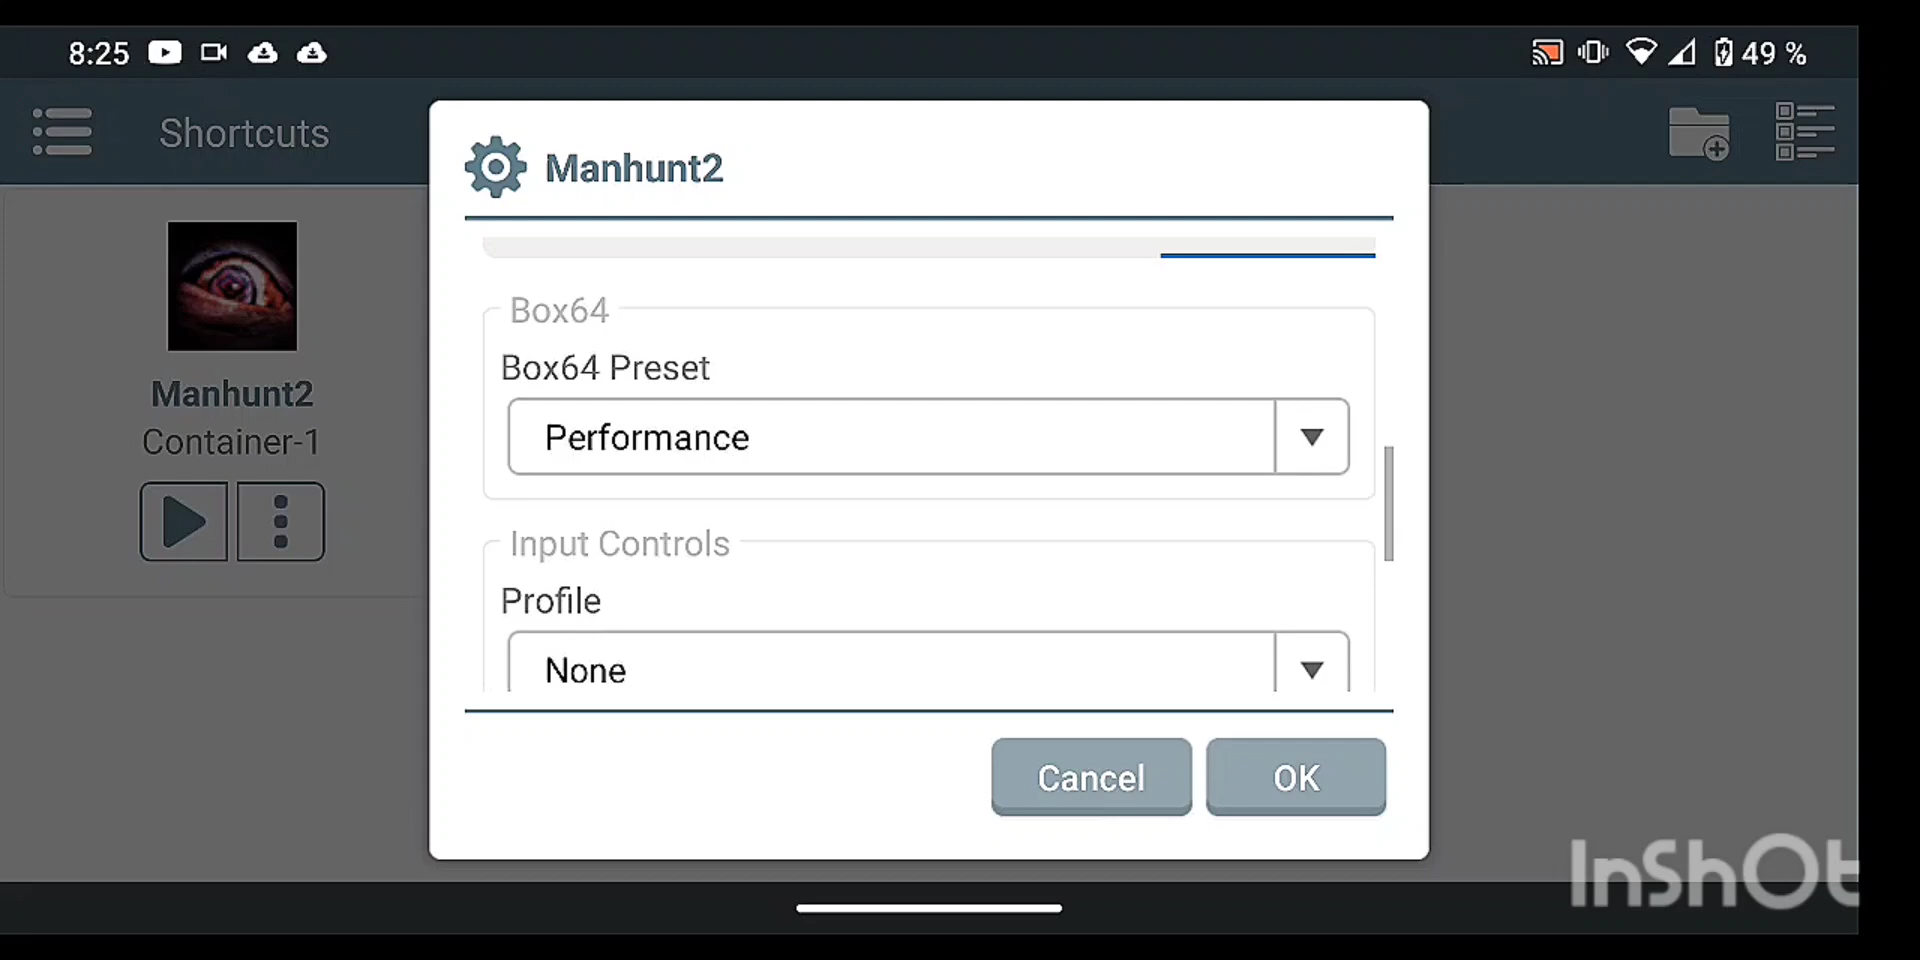 8:25
49 %
Shortcuts
Manhunt2
Container-1
Manhunt2
Box64
Box64 Preset
Performance
Input Controls
Profile
None
Cancel
OK
InShOt